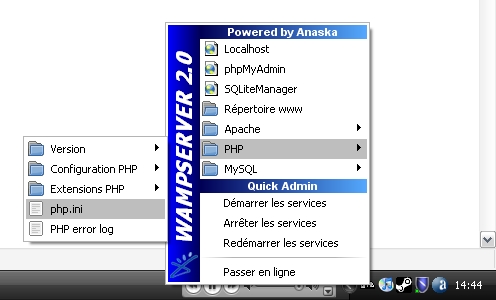 Powered by Anaska
WAMPSERVER 2.0
Localhost
phpMyAdmin
SQLiteManager
Répertoire www
Apache
PHP
MySQL
Quick Admin
Démarrer les services
Arrêter les services
Redémarrer les services
Passer en ligne
Version
Configuration PHP
Extensions PHP
php.ini
PHP error log
14:44